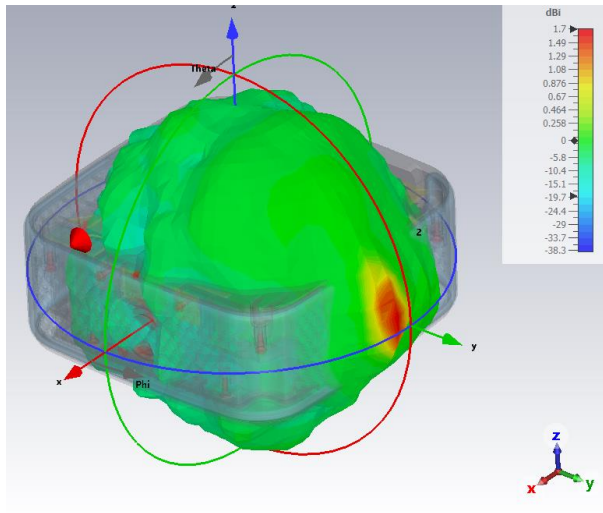 z
dBi
1.7
1.49
1.29
1.08
0.876
0.67
0.464
0.258
0
-5.8
-10.4
-15.1
-19.7
-24.4
-29
-33.7
-38.3
Theta
2
y
x
Phi
z
x
y